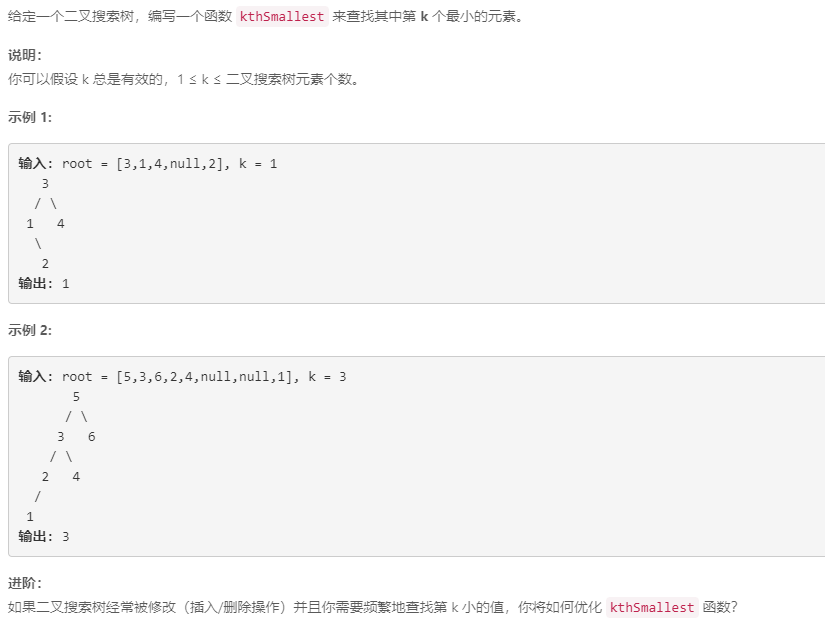 给定一个二叉搜索树，编写一个函数 kthSmallest 来查找其中第 k 个最小的元素。
说明：
你可以假设 k 总是有效的，1 ≤ k ≤ 二叉搜索树元素个数。
示例 1:
输入: root = [3,1,4,null,2], k = 1
   3
  / \
 1   4
  \
   2
输出: 1
示例 2:
输入: root = [5,3,6,2,4,null,null,1], k = 3
       5
      / \
     3   6
    / \
   2   4
  /
 1
输出: 3
进阶：
如果二叉搜索树经常被修改（插入/删除操作）并且你需要频繁地查找第 k 小的值，你将如何优化 kthSmallest 函数？